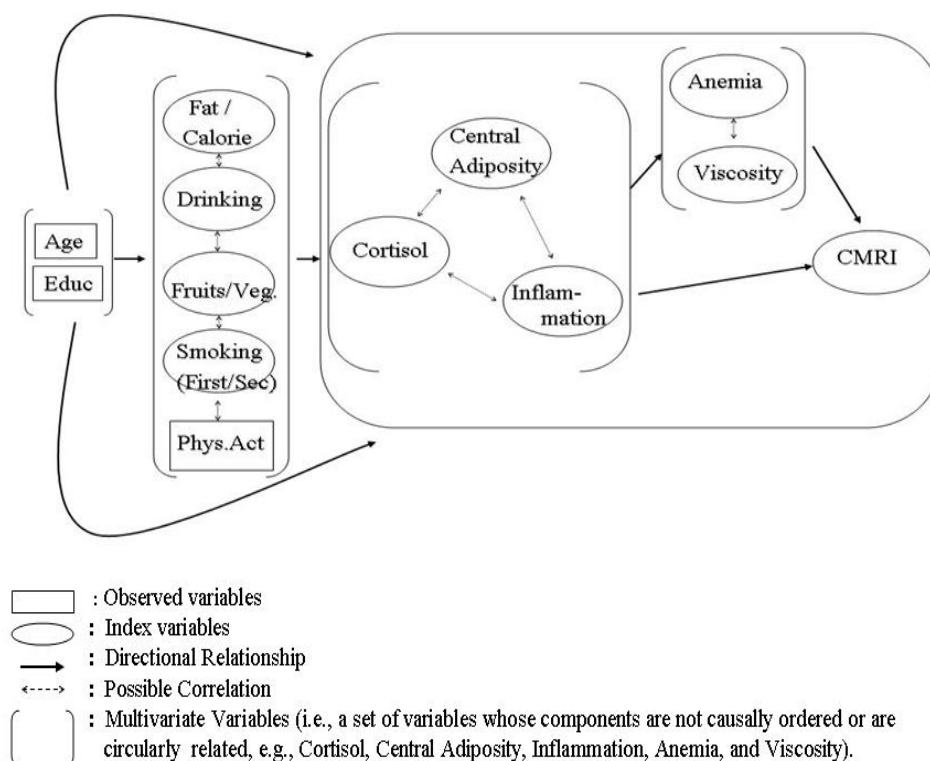 Age
Educ
Fat /
Calorie
Drinking
Fruits/Veg.
Smoking
(First/Sec)
Phys.Act
Central
Adiposity
Cortisol
Inflam-
mation
Anemia
Viscosity
CMRI
: Observed variables
: Index variables
: Directional Relationship
: Possible Correlation
: Multivariate Variables (i.e., a set of variables whose components are not causally ordered or are
circularly related, e.g., Cortisol, Central Adiposity, Inflammation, Anemia, and Viscosity).